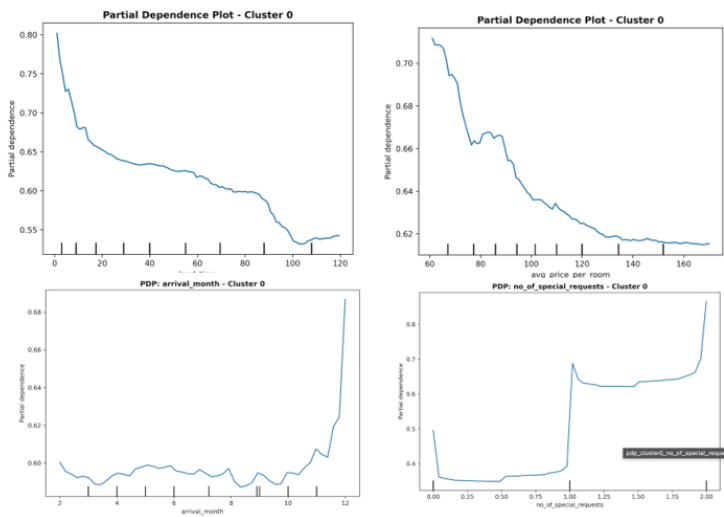 Partial Dependence Plot - Cluster 0
Partial dependence
0.80
0.75
0.70
0.65
0.60
0.55
0 20 40 60 80 100 120
Partial Dependence Plot - Cluster 0
Partial dependence
0.70
0.68
0.66
0.64
0.62
60 80 100 120 140 160
avg_price_per_room
PDP: arrival_month - Cluster 0
Partial dependence
0.68
0.66
0.64
0.62
0.60
2 4 6 8 10 12
arrival_month
PDP: no_of_special_requests - Cluster 0
Partial dependence
0.8
0.7
0.6
0.5
0.4
pdp_cluster0_no_of_special_reque
0.00 0.25 0.50 0.75 1.00 1.25 1.50 1.75 2.00
no_of_special_requests